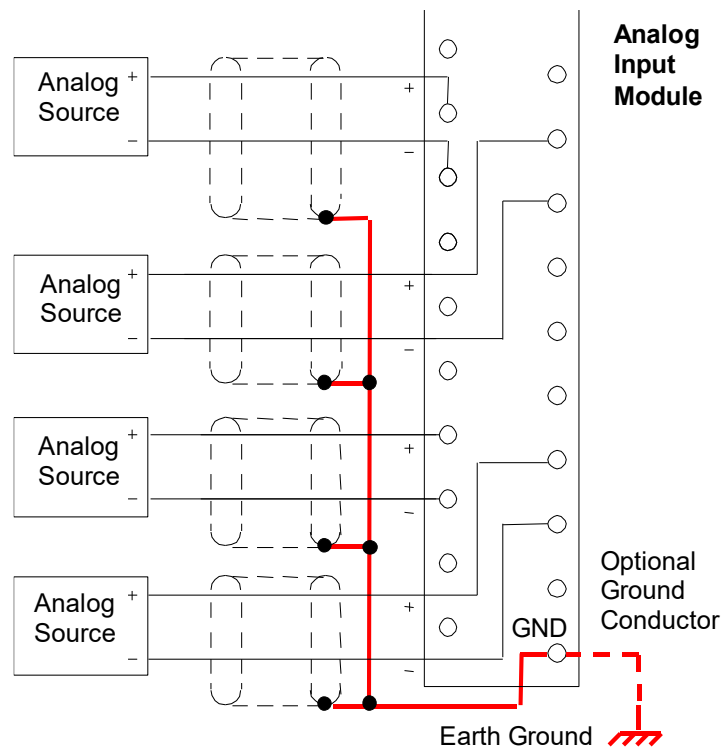 Analog
Input
Module
Analog
Source
+
−
+
−
Analog
Source
+
−
+
−
Analog
Source
+
−
+
−
Analog
Source
+
−
+
−
Optional
Ground
Conductor
GND
Earth Ground